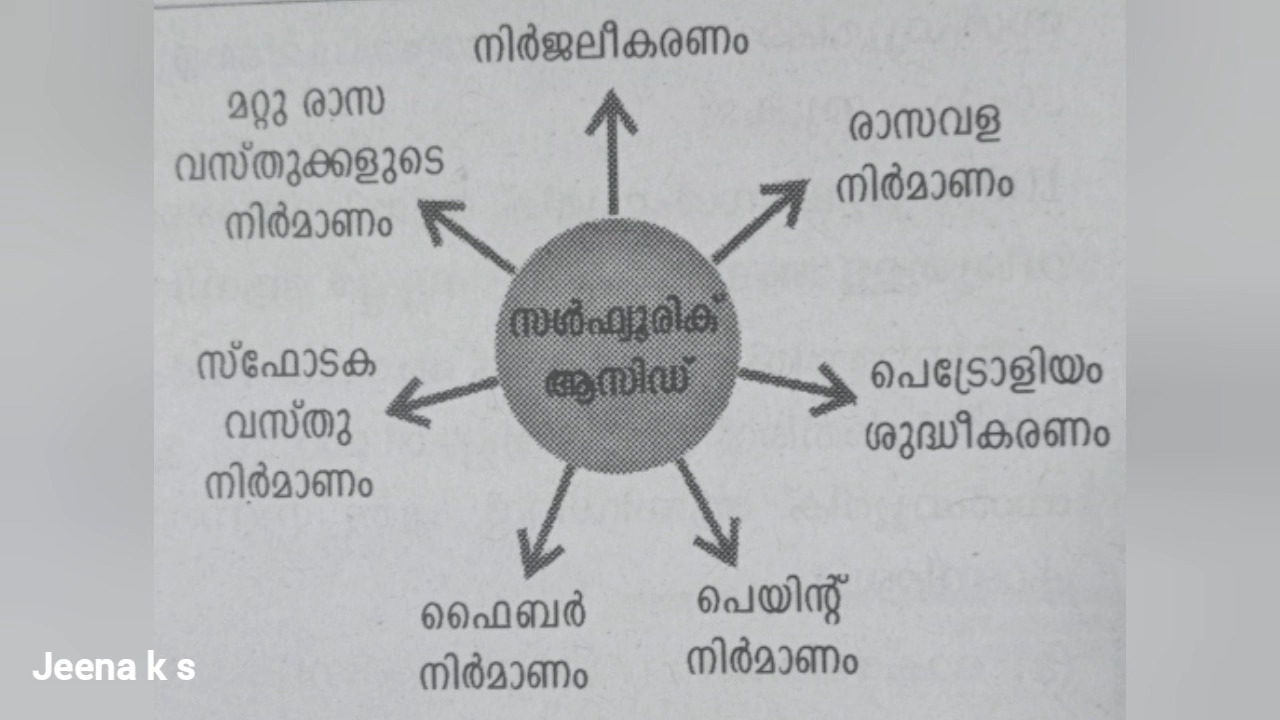 നിർജലീകരണം
മറ്റു രാസ
വസ്തുക്കളുടെ
നിർമാണം
രാസവള
നിർമാണം
സൾഫ്യൂരിക്
ആസിഡ്
സ്ഫോടക
വസ്തു
നിർമാണം
പെട്രോളിയം
ശുദ്ധീകരണം
ഫൈബർ
നിർമാണം
പെയിന്റ്
നിർമാണം
Jeena k s